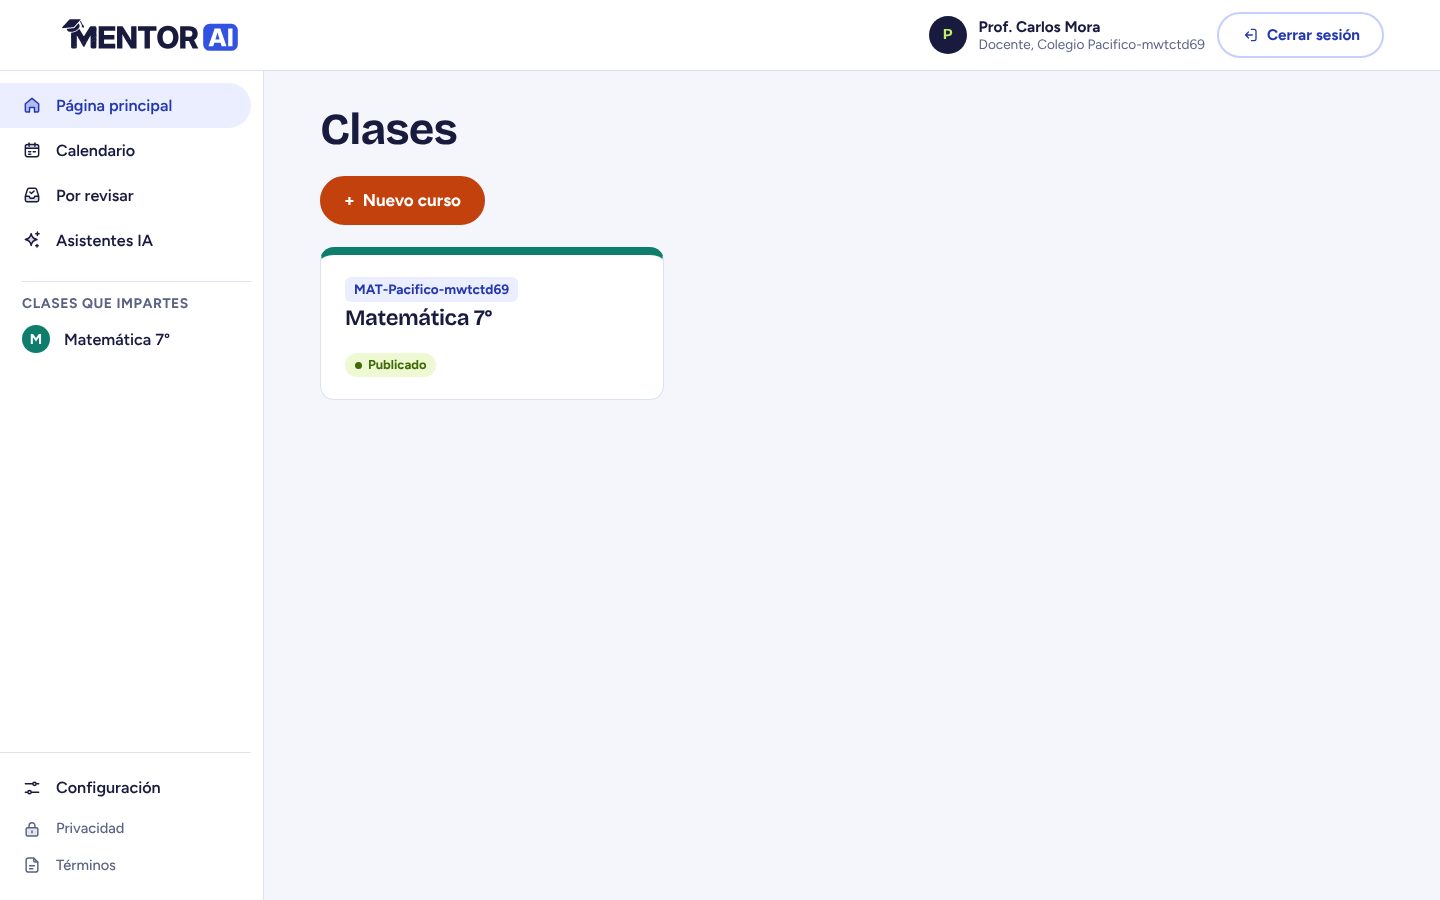 MENTOR AI
Prof. Carlos Mora
Docente, Colegio Pacifico-mwtctd69
Cerrar sesión
Página principal
Calendario
Por revisar
Asistentes IA
CLASES QUE IMPARTES
M Matemática 7°
Configuración
Privacidad
Términos
P
Clases
+ Nuevo curso
MAT-Pacifico-mwtctd69
Matemática 7°
Publicado